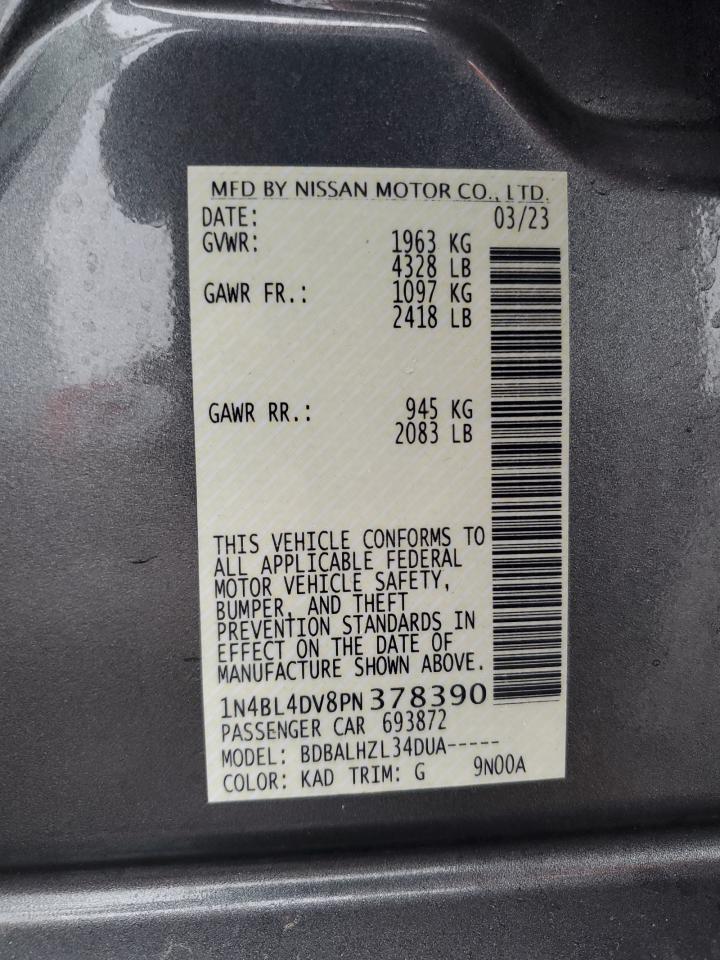 MFD BY NISSAN MOTOR CO., LTD.
DATE: 03/23
GVWR: 1963 KG
4328 LB
GAWR FR.: 1097 KG
2418 LB
GAWR RR.: 945 KG
2083 LB
THIS VEHICLE CONFORMS TO
ALL APPLICABLE FEDERAL
MOTOR VEHICLE SAFETY,
BUMPER, AND THEFT
PREVENTION STANDARDS IN
EFFECT ON THE DATE OF
MANUFACTURE SHOWN ABOVE.
1N4BL4DV8PN378390
PASSENGER CAR 693872
MODEL: BDBALHZL34DUA-----
COLOR: KAD TRIM: G 9N00A